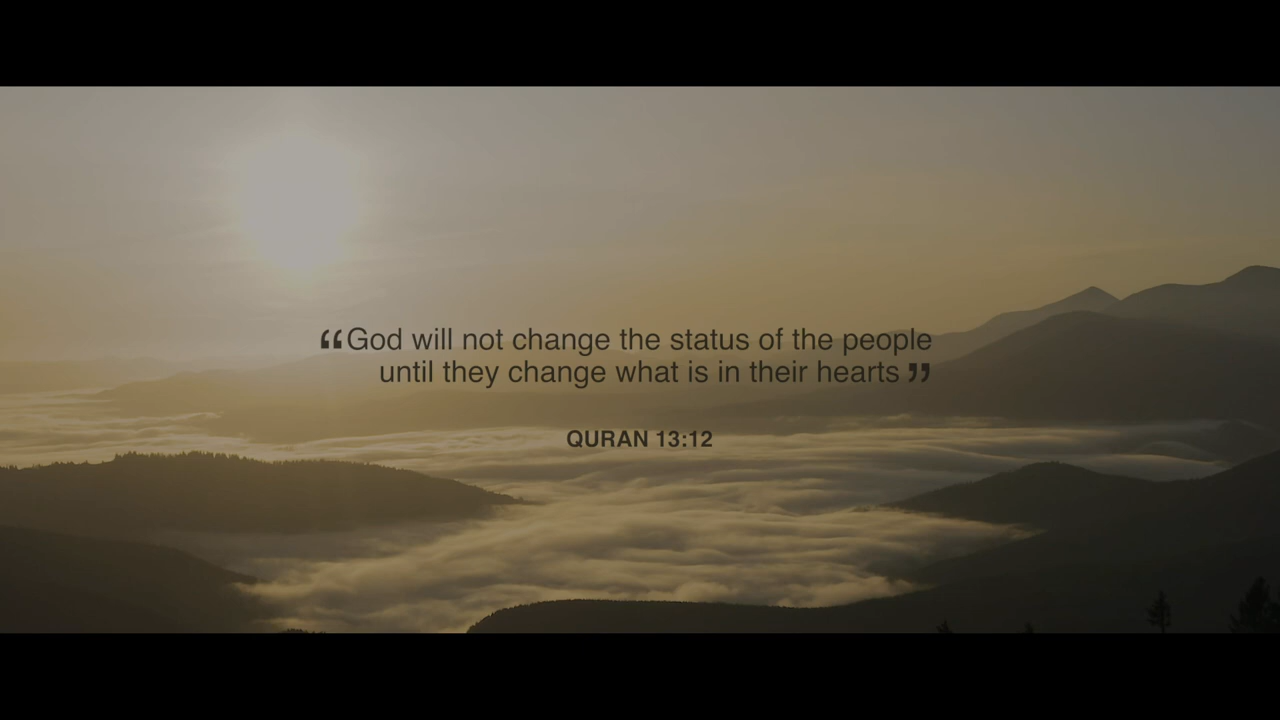 “God will not change the status of the people
until they change what is in their hearts”
QURAN 13:12